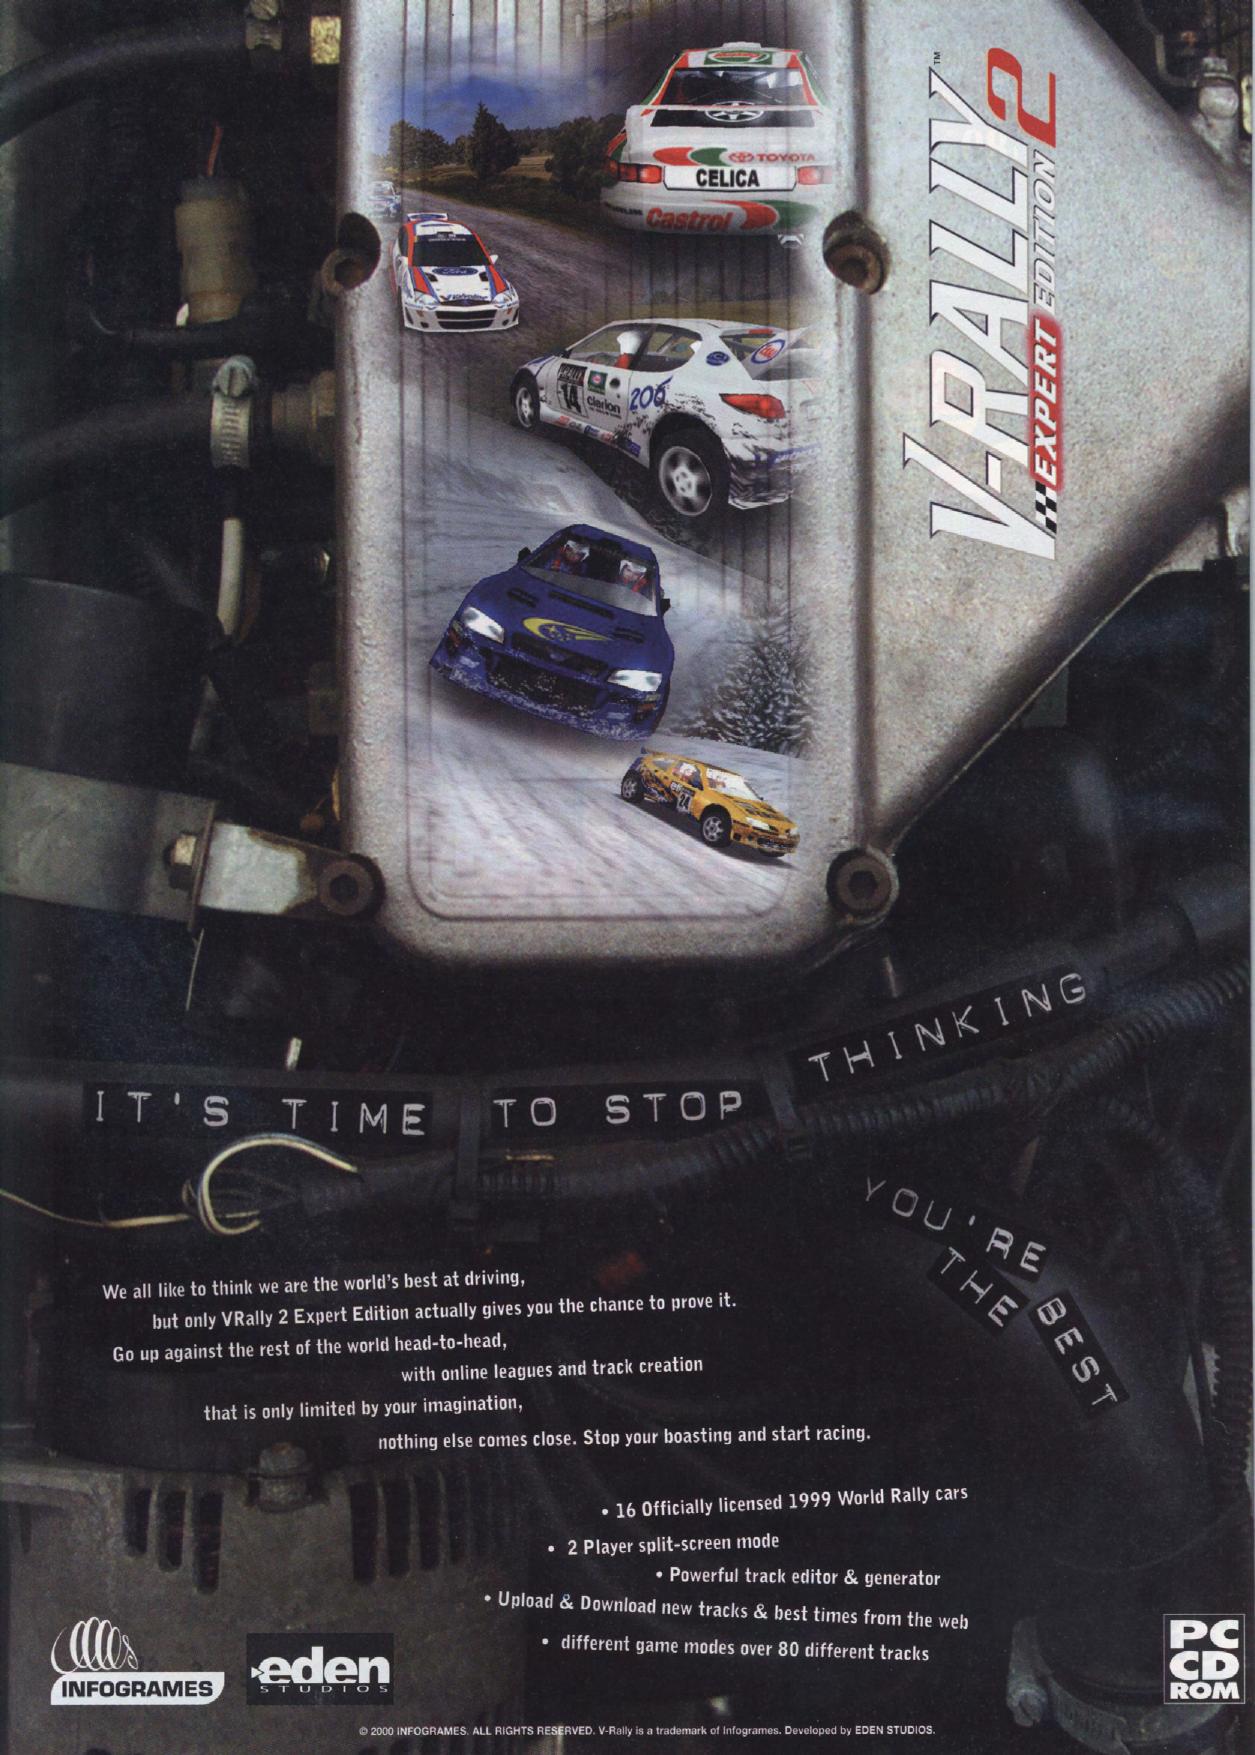 V-RALLY 2™
EXPERT EDITION
TOYOTA
CELICA
Castrol
Ford
Valvoline
V-RALLY
14
Clarion
206
24
IT'S TIME TO STOP THINKING
YOU'RE
THE
BEST
We all like to think we are the world's best at driving,
but only VRally 2 Expert Edition actually gives you the chance to prove it.
Go up against the rest of the world head-to-head,
with online leagues and track creation
that is only limited by your imagination,
nothing else comes close. Stop your boasting and start racing.
• 16 Officially licensed 1999 World Rally cars
• 2 Player split-screen mode
• Powerful track editor & generator
• Upload & Download new tracks & best times from the web
• different game modes over 80 different tracks
INFOGRAMES
eden
STUDIOS
PC
CD
ROM
© 2000 INFOGRAMES. ALL RIGHTS RESERVED. V-Rally is a trademark of Infogrames. Developed by EDEN STUDIOS.